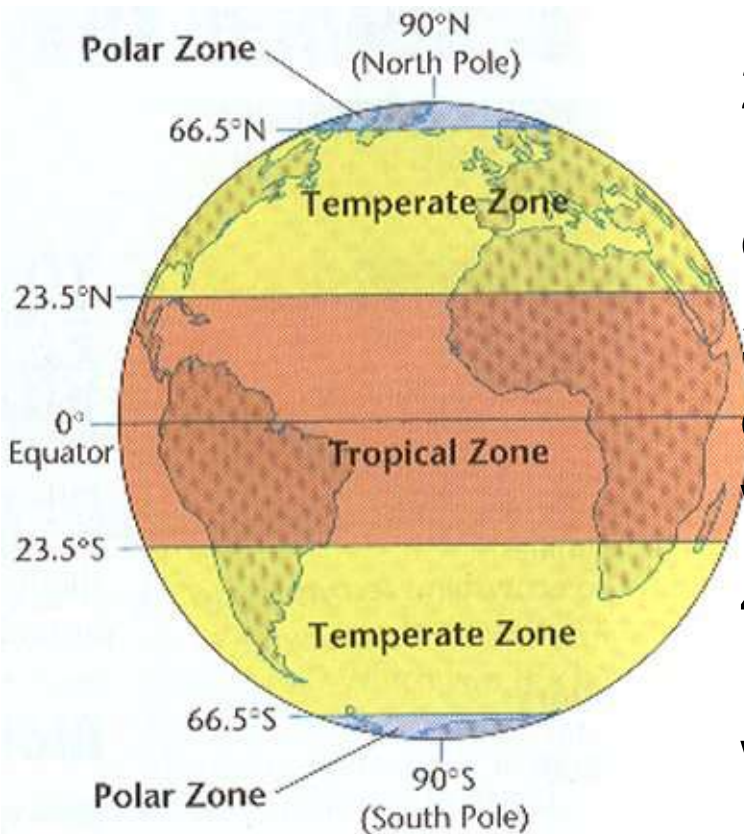 90°N
(North Pole)
Polar Zone
66.5°N
Temperate Zone
23.5°N
0°
Equator
Tropical Zone
23.5°S
Temperate Zone
66.5°S
Polar Zone
90°S
(South Pole)